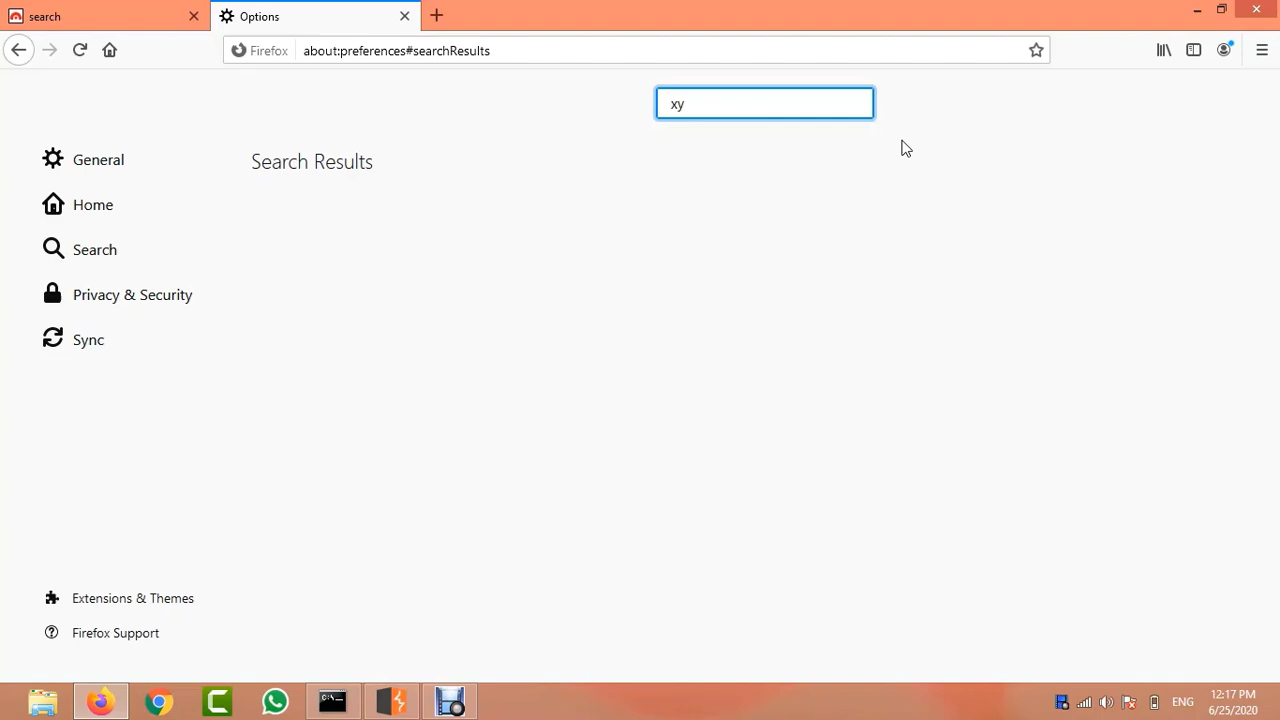 search
Options
Firefox
about:preferences#searchResults
xy
General
Search Results
Home
Search
Privacy & Security
Sync
Extensions & Themes
Firefox Support
C:\
ENG
12:17 PM
6/25/2020